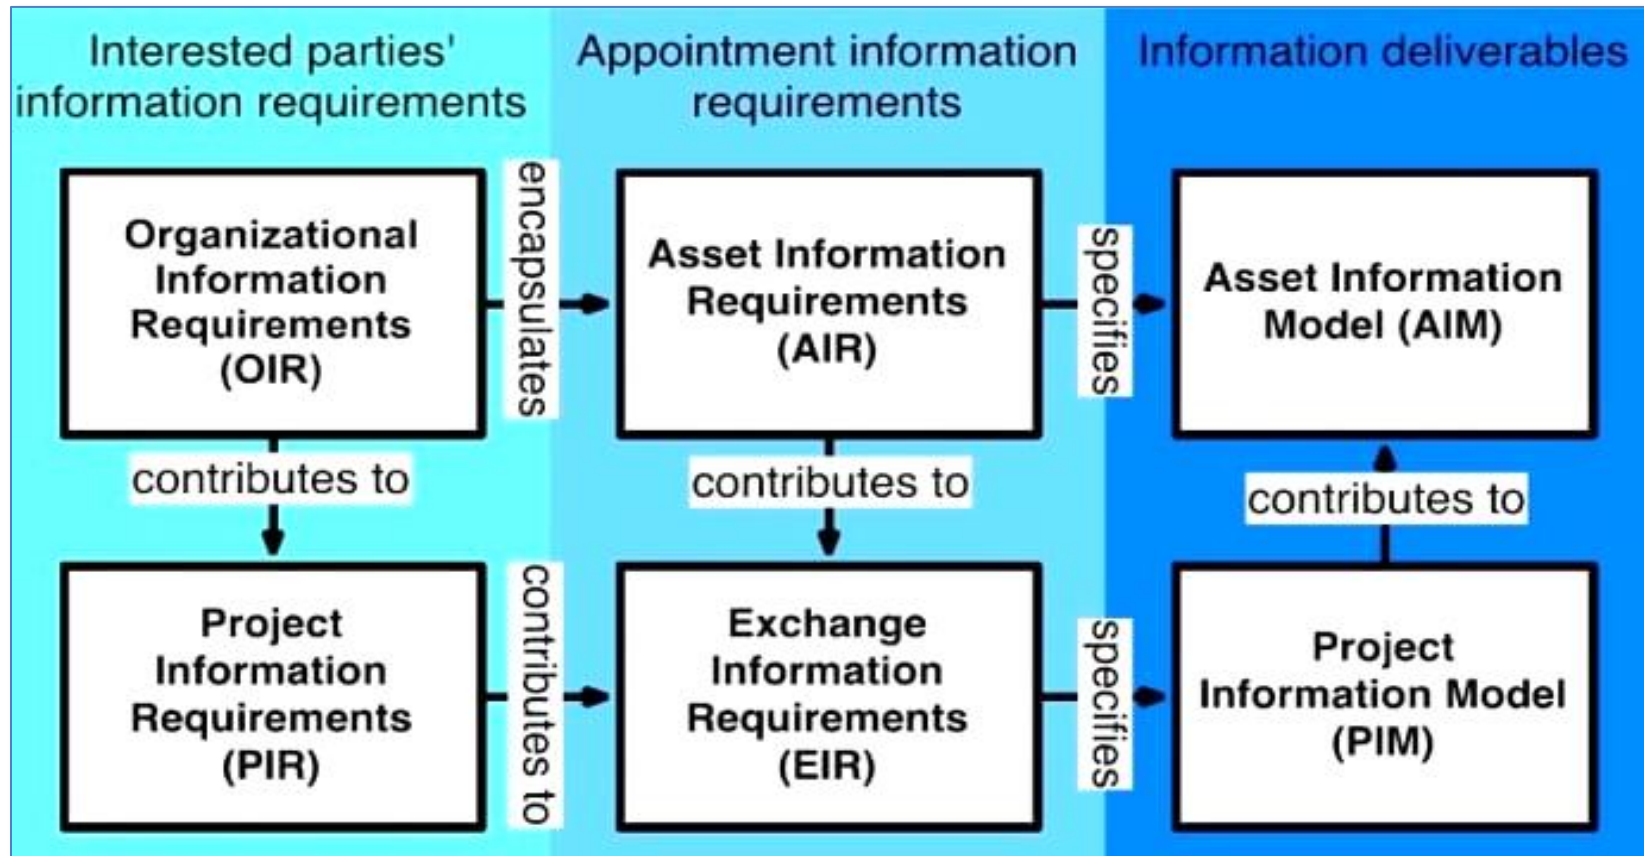 Interested parties'
information requirements
Appointment information
requirements
Information deliverables
Organizational
Information
Requirements
(OIR)
encapsulates
Asset Information
Requirements
(AIR)
specifies
Asset Information
Model (AIM)
contributes to
contributes to
contributes to
Project
Information
Requirements
(PIR)
contributes to
Exchange
Information
Requirements
(EIR)
specifies
Project
Information Model
(PIM)